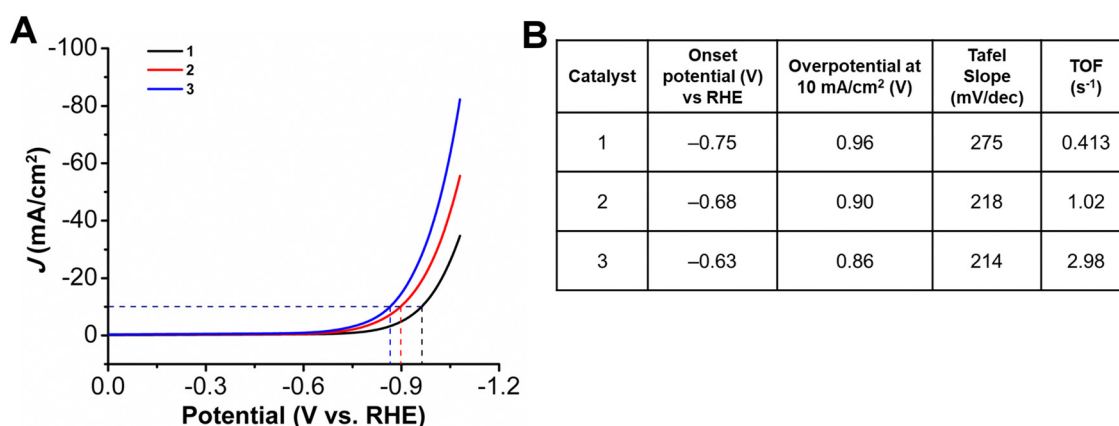 A
1
2
3
-100
-80
-60
-40
-20
0
J (mA/cm²)
0.0 -0.3 -0.6 -0.9 -1.2
Potential (V vs. RHE)
B
Catalyst
Onset
potential (V)
vs RHE
Overpotential at
10 mA/cm² (V)
Tafel
Slope
(mV/dec)
TOF
(s⁻¹)
1 –0.75 0.96 275 0.413
2 –0.68 0.90 218 1.02
3 –0.63 0.86 214 2.98